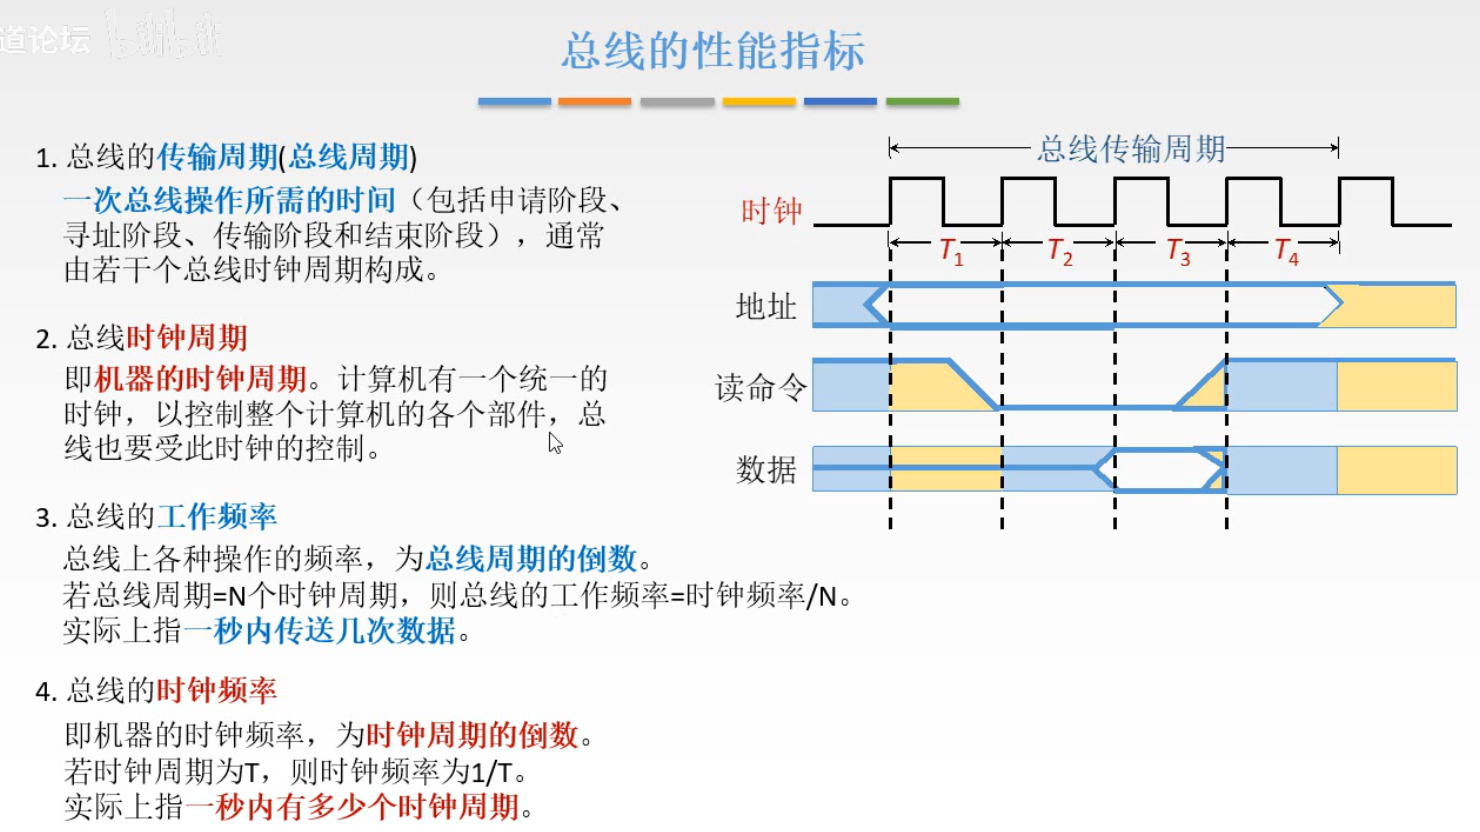 道论坛 bilibili
总线的性能指标
1. 总线的传输周期(总线周期)
一次总线操作所需的时间（包括申请阶段、
寻址阶段、传输阶段和结束阶段），通常
由若干个总线时钟周期构成。
2. 总线时钟周期
即机器的时钟周期。计算机有一个统一的
时钟，以控制整个计算机的各个部件，总
线也要受此时钟的控制。
3. 总线的工作频率
总线上各种操作的频率，为总线周期的倒数。
若总线周期=N个时钟周期，则总线的工作频率=时钟频率/N。
实际上指一秒内传送几次数据。
4. 总线的时钟频率
即机器的时钟频率，为时钟周期的倒数。
若时钟周期为T，则时钟频率为1/T。
实际上指一秒内有多少个时钟周期。
总线传输周期
时钟
T1 T2 T3 T4
地址
读命令
数据